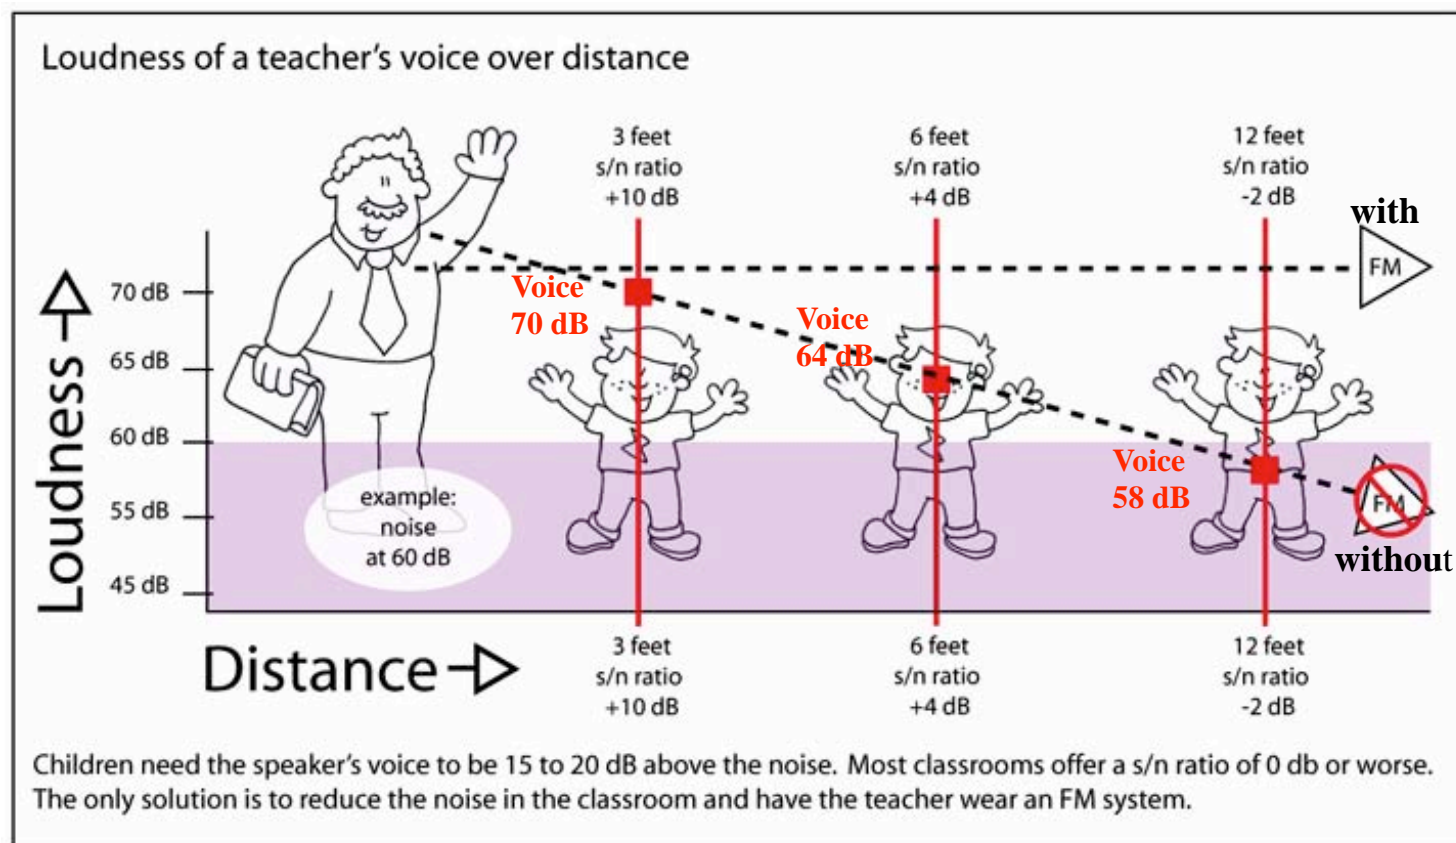 Loudness of a teacher's voice over distance
3 feet
s/n ratio
+10 dB
6 feet
s/n ratio
+4 dB
12 feet
s/n ratio
-2 dB
with
FM
Loudness
70 dB
65 dB
60 dB
55 dB
45 dB
Voice
70 dB
Voice
64 dB
Voice
58 dB
example:
noise
at 60 dB
FM
without
Distance
3 feet
s/n ratio
+10 dB
6 feet
s/n ratio
+4 dB
12 feet
s/n ratio
-2 dB
Children need the speaker's voice to be 15 to 20 dB above the noise. Most classrooms offer a s/n ratio of 0 db or worse.
The only solution is to reduce the noise in the classroom and have the teacher wear an FM system.